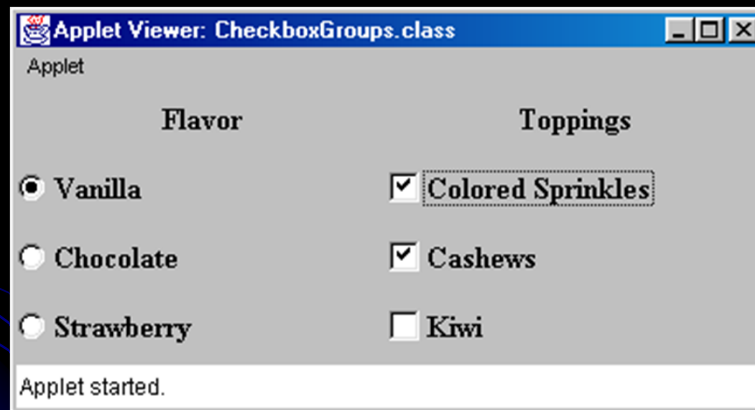 Applet Viewer: CheckboxGroups.class
Applet
Flavor Toppings
Vanilla Colored Sprinkles
Chocolate Cashews
Strawberry Kiwi
Applet started.